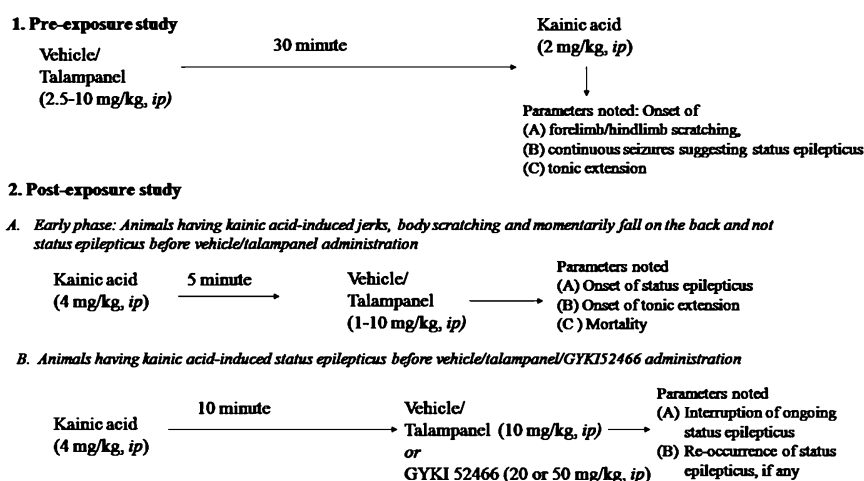 1. Pre-exposure study
Vehicle/
Talampanel
(2.5-10 mg/kg, ip)
30 minute
Kainic acid
(2 mg/kg, ip)
Parameters noted: Onset of
(A) forelimb/hindlimb scratching,
(B) continuous seizures suggesting status epilepticus
(C) tonic extension
2. Post-exposure study
A. Early phase: Animals having kainic acid-induced jerks, body scratching and momentarily fall on the back and not
status epilepticus before vehicle/talampanel administration
Kainic acid
(4 mg/kg, ip)
5 minute
Vehicle/
Talampanel
(1-10 mg/kg, ip)
Parameters noted
(A) Onset of status epilepticus
(B) Onset of tonic extension
(C ) Mortality
B. Animals having kainic acid-induced status epilepticus before vehicle/talampanel/GYKI52466 administration
Kainic acid
(4 mg/kg, ip)
10 minute
Vehicle/
Talampanel (10 mg/kg, ip)
or
GYKI 52466 (20 or 50 mg/kg, ip)
Parameters noted
(A) Interruption of ongoing
status epilepticus
(B) Re-occurrence of status
epilepticus, if any